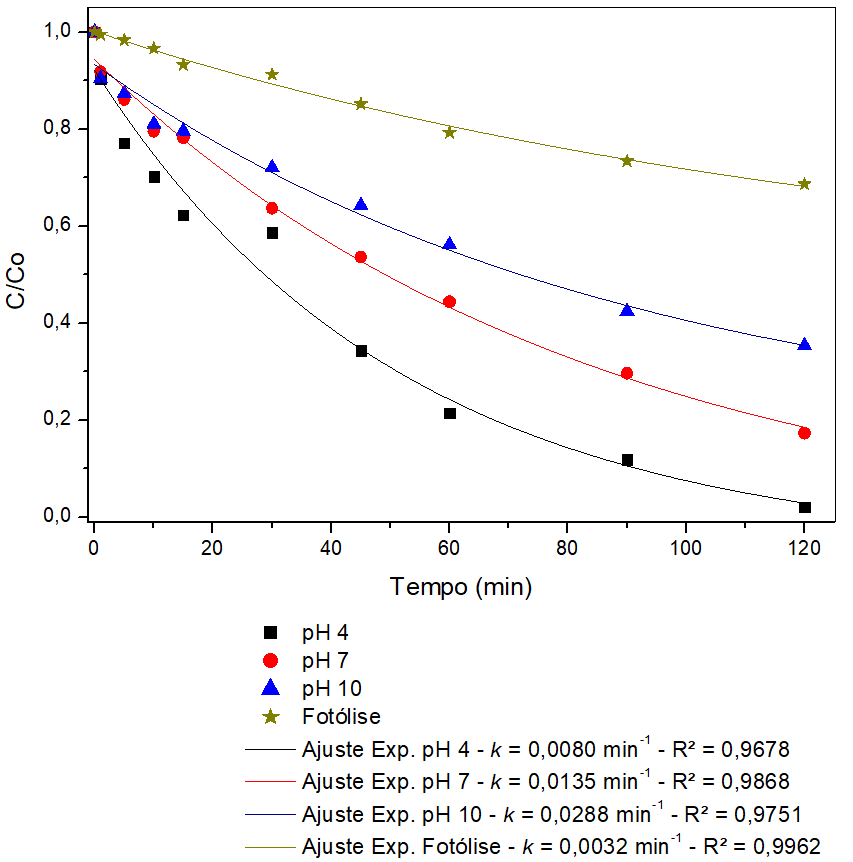 1,0
0,8
0,6
0,4
0,2
0,0
C/Co
0 20 40 60 80 100 120
Tempo (min)
pH 4
pH 7
pH 10
Fotólise
Ajuste Exp. pH 4 - k = 0,0080 min⁻¹ - R² = 0,9678
Ajuste Exp. pH 7 - k = 0,0135 min⁻¹ - R² = 0,9868
Ajuste Exp. pH 10 - k = 0,0288 min⁻¹ - R² = 0,9751
Ajuste Exp. Fotólise - k = 0,0032 min⁻¹ - R² = 0,9962